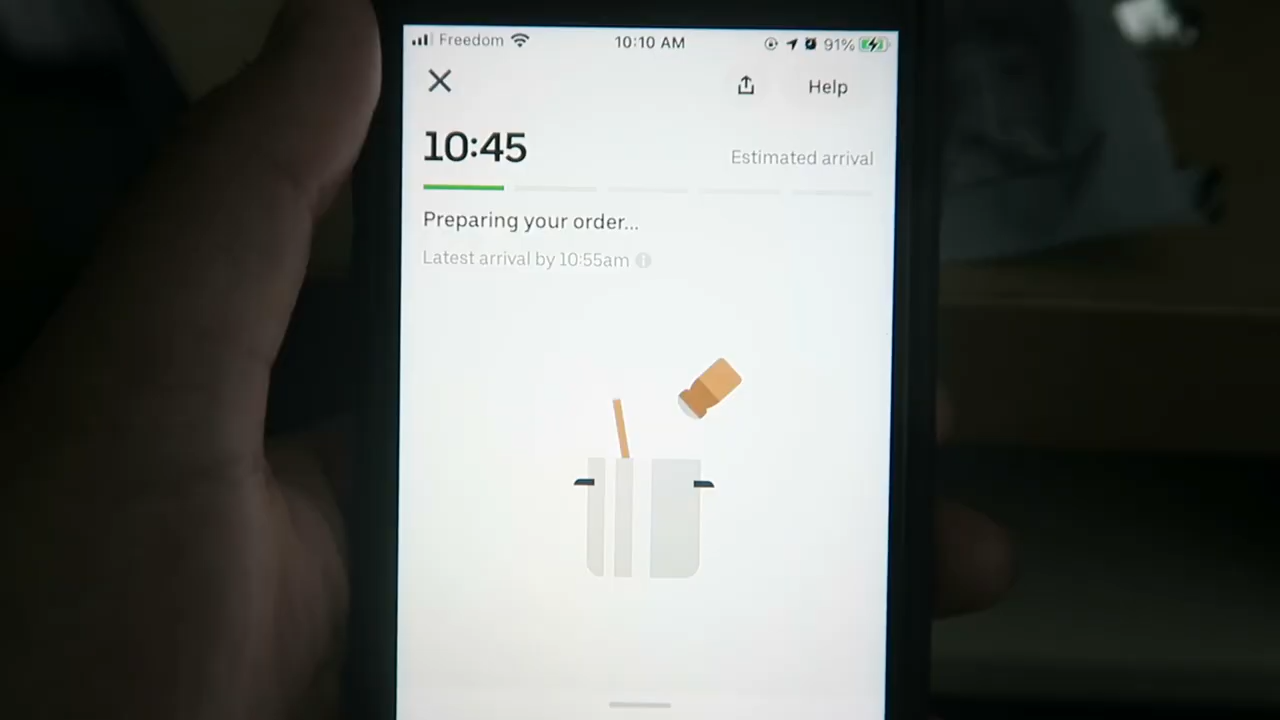 Freedom 10:10 AM 91%
Help
10:45
Estimated arrival
Preparing your order...
Latest arrival by 10:55am